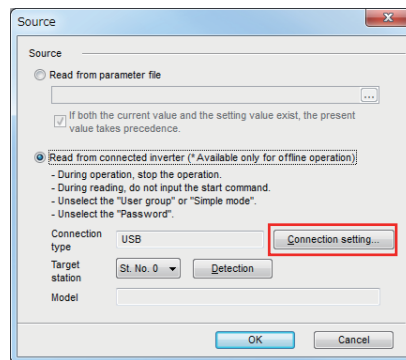 Source
x
Source
Read from parameter file
...
If both the current value and the setting value exist, the present
value takes precedence.
Read from connected inverter (* Available only for offline operation)
- During operation, stop the operation.
- During reading, do not input the start command.
- Unselect the "User group" or "Simple mode".
- Unselect the "Password".
Connection
type
USB
Connection setting...
Target
station
St. No. 0
Detection
Model
OK
Cancel